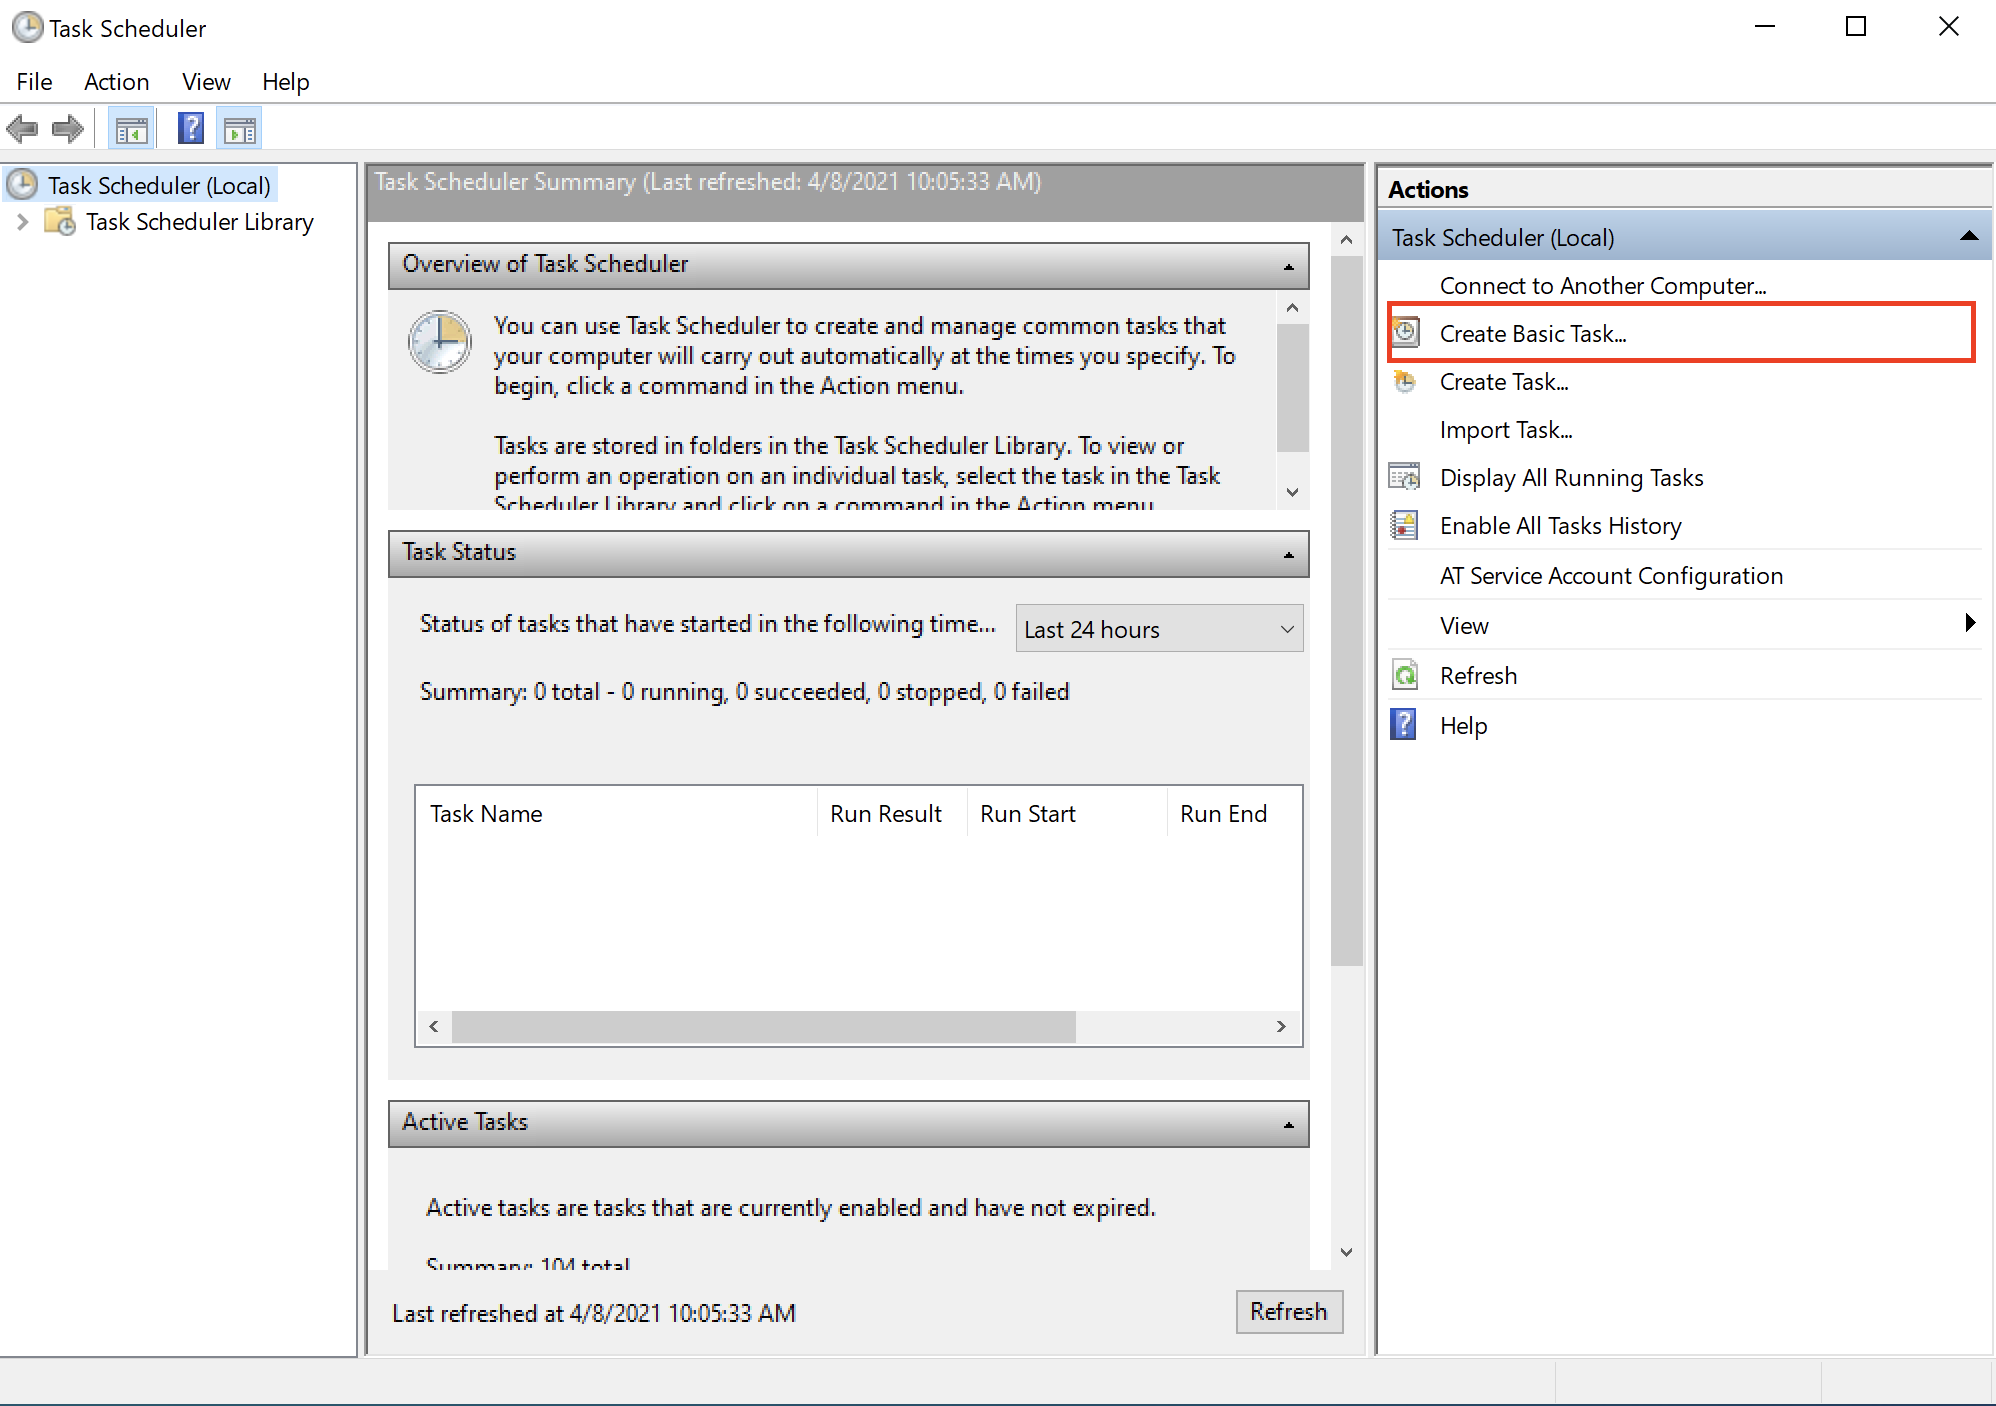 Task Scheduler
File Action View Help
Task Scheduler (Local)
Task Scheduler Library
Task Scheduler Summary (Last refreshed: 4/8/2021 10:05:33 AM)
Overview of Task Scheduler
You can use Task Scheduler to create and manage common tasks that
your computer will carry out automatically at the times you specify. To
begin, click a command in the Action menu.
Tasks are stored in folders in the Task Scheduler Library. To view or
perform an operation on an individual task, select the task in the Task
Scheduler Library and click on a command in the Action menu.
Task Status
Status of tasks that have started in the following time... Last 24 hours
Summary: 0 total - 0 running, 0 succeeded, 0 stopped, 0 failed
Task Name Run Result Run Start Run End
Active Tasks
Active tasks are tasks that are currently enabled and have not expired.
Summary: 104 total
Last refreshed at 4/8/2021 10:05:33 AM Refresh
Actions
Task Scheduler (Local)
Connect to Another Computer...
Create Basic Task...
Create Task...
Import Task...
Display All Running Tasks
Enable All Tasks History
AT Service Account Configuration
View
Refresh
Help